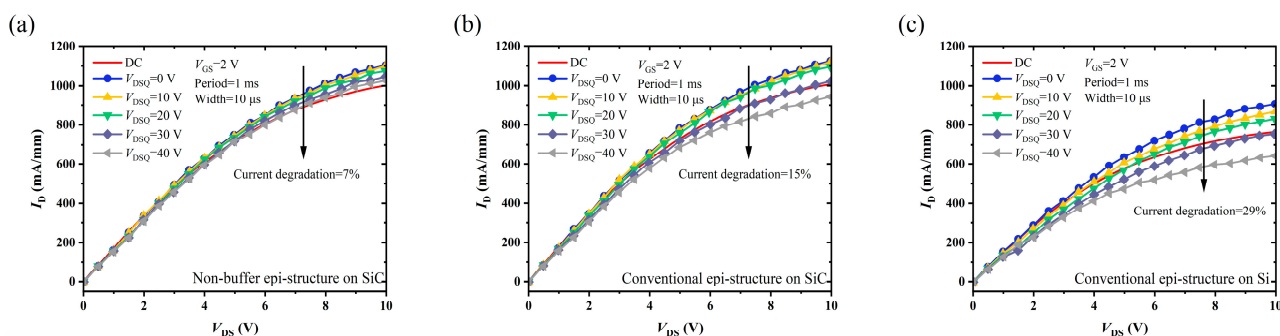 (a)
1200
1000
800
600
400
200
0
I_D (mA/mm)
DC
V_DSQ=0 V
V_DSQ=10 V
V_DSQ=20 V
V_DSQ=30 V
V_DSQ=40 V
V_GS=2 V
Period=1 ms
Width=10 μs
Current degradation=7%
Non-buffer epi-structure on SiC
0 2 4 6 8 10
V_DS (V)
(b)
1200
1000
800
600
400
200
0
I_D (mA/mm)
DC
V_DSQ=0 V
V_DSQ=10 V
V_DSQ=20 V
V_DSQ=30 V
V_DSQ=40 V
V_GS=2 V
Period=1 ms
Width=10 μs
Current degradation=15%
Conventional epi-structure on SiC
0 2 4 6 8 10
V_DS (V)
(c)
1200
1000
800
600
400
200
0
I_D (mA/mm)
DC
V_DSQ=0 V
V_DSQ=10 V
V_DSQ=20 V
V_DSQ=30 V
V_DSQ=40 V
V_GS=2 V
Period=1 ms
Width=10 μs
Current degradation=29%
Conventional epi-structure on Si
0 2 4 6 8 10
V_DS (V)